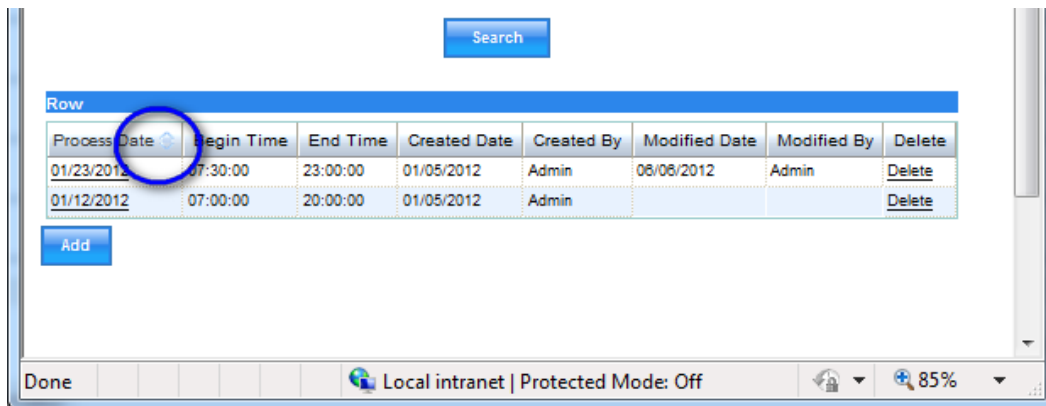 Search
Row
Process Date Begin Time End Time Created Date Created By Modified Date Modified By Delete
01/23/2012 07:30:00 23:00:00 01/05/2012 Admin 06/06/2012 Admin Delete
01/12/2012 07:00:00 20:00:00 01/05/2012 Admin Delete
Add
Done Local intranet | Protected Mode: Off 85%